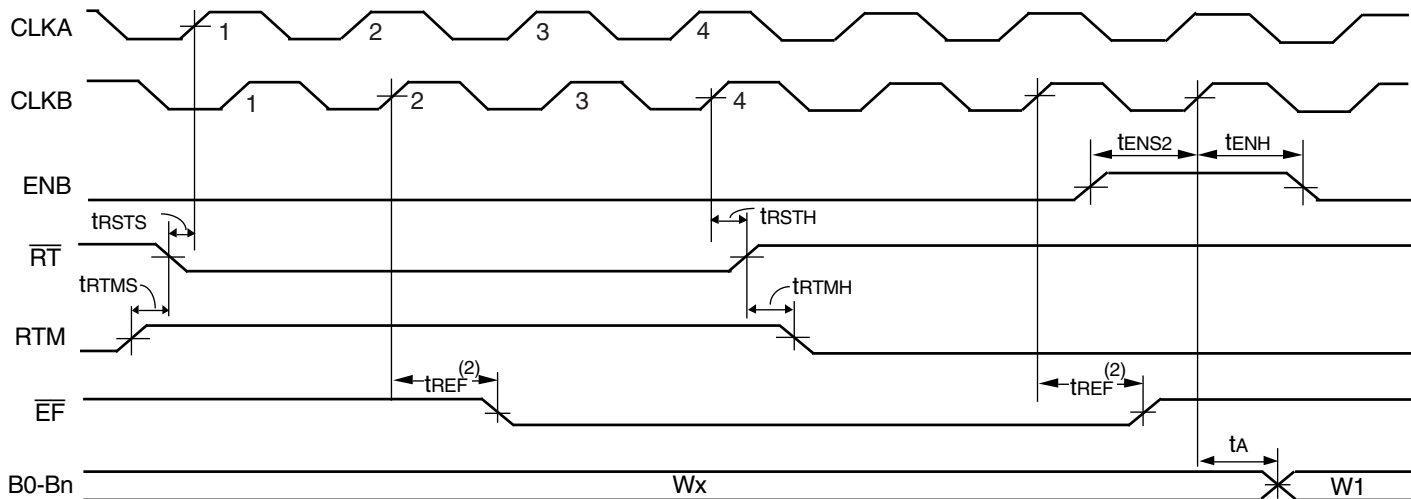 CLKA 1 2 3 4
CLKB 1 2 3 4
tENS2 tENH
ENB
tRSTS tRSTH
RT
tRTMS tRTMH
RTM
tREF(2) tREF(2)
EF
tA
B0-Bn Wx W1